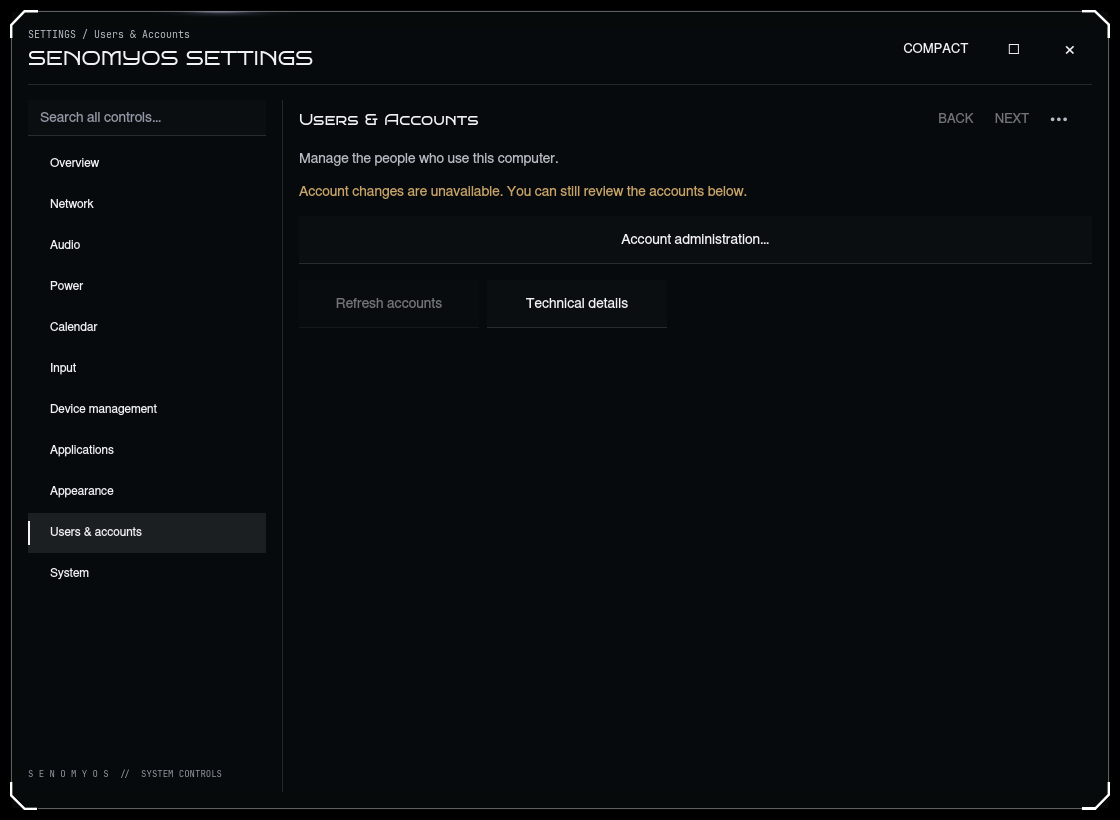 SETTINGS / Users & Accounts
SENOMYOS SETTINGS
COMPACT
Search all controls...
Overview
Network
Audio
Power
Calendar
Input
Device management
Applications
Appearance
Users & accounts
System
SENOMYOS // SYSTEM CONTROLS
Users & Accounts
BACK NEXT
Manage the people who use this computer.
Account changes are unavailable. You can still review the accounts below.
Account administration...
Refresh accounts Technical details